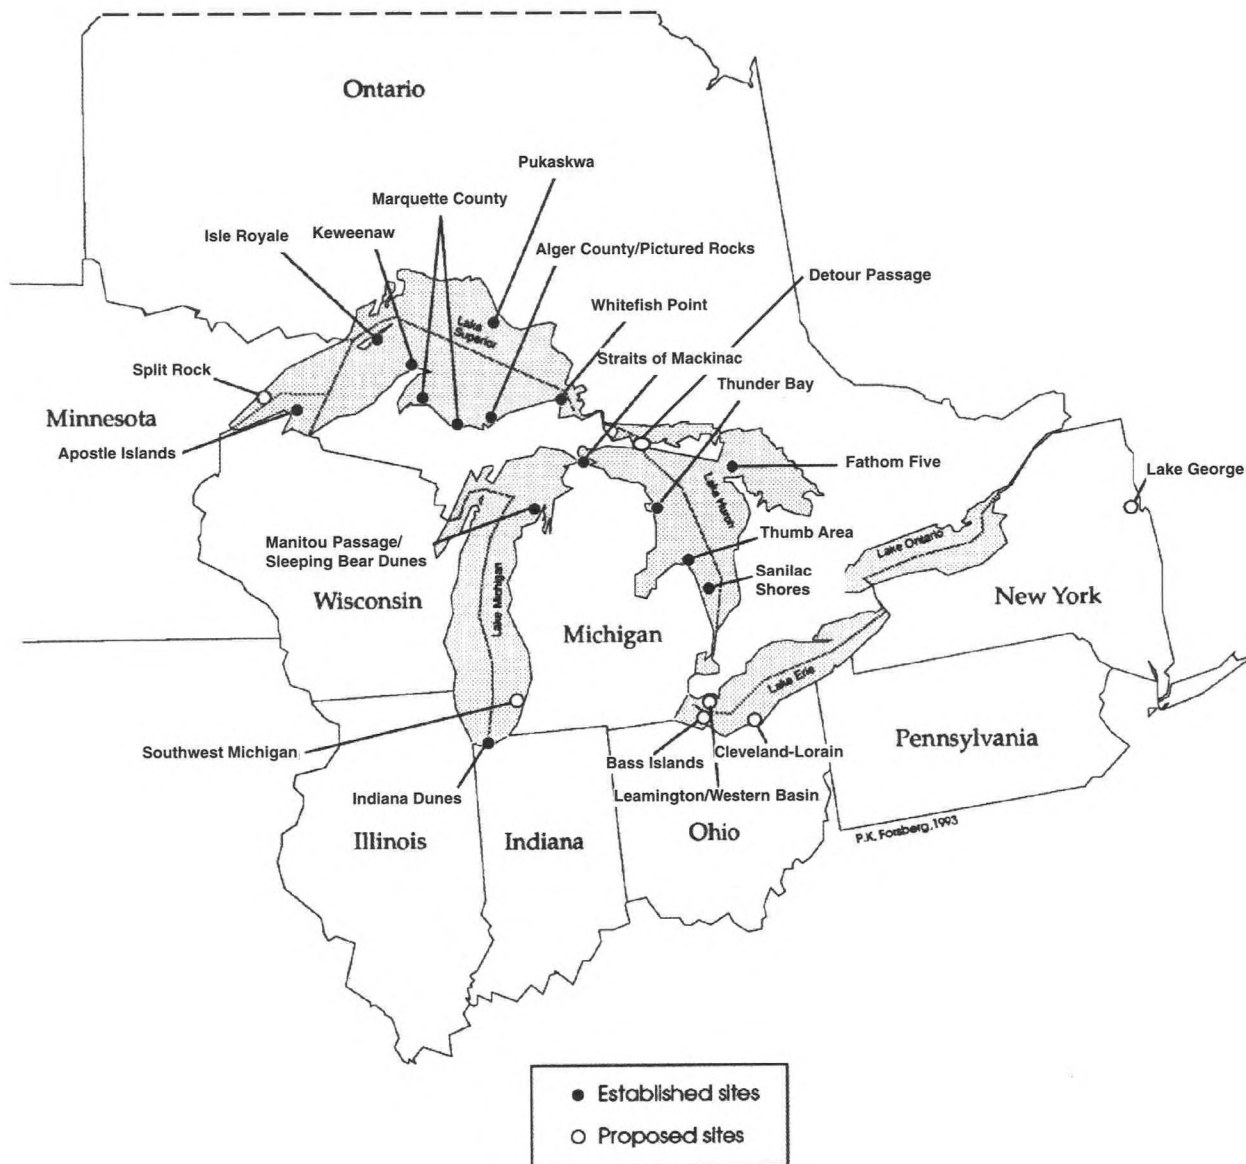 Ontario
Pukaskwa
Marquette County
Isle Royale
Keweenaw
Alger County/Pictured Rocks
Detour Passage
Whitefish Point
Lake
Superior
Straits of Mackinac
Split Rock
Thunder Bay
Minnesota
Apostle Islands
Fathom Five
Lake George
Lake Huron
Manitou Passage/
Sleeping Bear Dunes
Thumb Area
Lake Ontario
Sanilac
Shores
Wisconsin
Lake Michigan
New York
Michigan
Lake Erie
Southwest Michigan
Bass Islands
Cleveland-Lorain
Pennsylvania
Indiana Dunes
Leamington/Western Basin
Illinois
Indiana
Ohio
P.K. Forsberg,1993
Established sites
Proposed sites